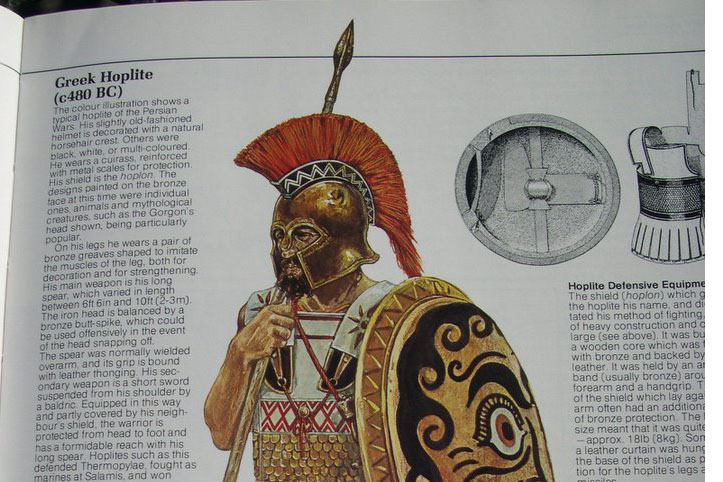 Greek Hoplite
(c480 BC)
The colour illustration shows a
typical hoplite of the Persian
Wars. His slightly old-fashioned
helmet is decorated with a natural
horsehair crest. Others were
black, white, or multi-coloured.
He wears a cuirass, reinforced
with metal scales for protection.
His shield is the hoplon. The
designs painted on the bronze
face at this time were individual
ones, animals and mythological
creatures, such as the Gorgon's
head shown, being particularly
popular.
On his legs he wears a pair of
bronze greaves shaped to imitate
the muscles of the leg, both for
decoration and for strengthening.
His main weapon is his long
spear, which varied in length
between 6ft 6in and 10ft (2-3m).
The iron head is balanced by a
bronze butt-spike, which could
be used offensively in the event
of the head snapping off.
The spear was normally wielded
overarm, and its grip is bound
with leather thonging. His sec-
ondary weapon is a short sword
suspended from his shoulder by
a baldric. Equipped in this way
and partly covered by his neigh-
bour's shield, the warrior is
protected from head to foot and
has a formidable reach with his
long spear. Hoplites such as this
defended Thermopylae, fought as
marines at Salamis, and won
Hoplite Defensive Equipme
The shield (hoplon) which g
the hoplite his name, and di
tated his method of fighting,
of heavy construction and
large (see above). It was bu
a wooden core which was
with bronze and backed by
leather. It was held by an ar
band (usually bronze) arou
forearm and a handgrip. T
of the shield which lay aga
arm often had an addition
of bronze protection. The
size meant that it was quite
—approx. 18lb (8kg). Som
a leather curtain was hung
the base of the shield as p
tion for the hoplite's legs a
missiles.